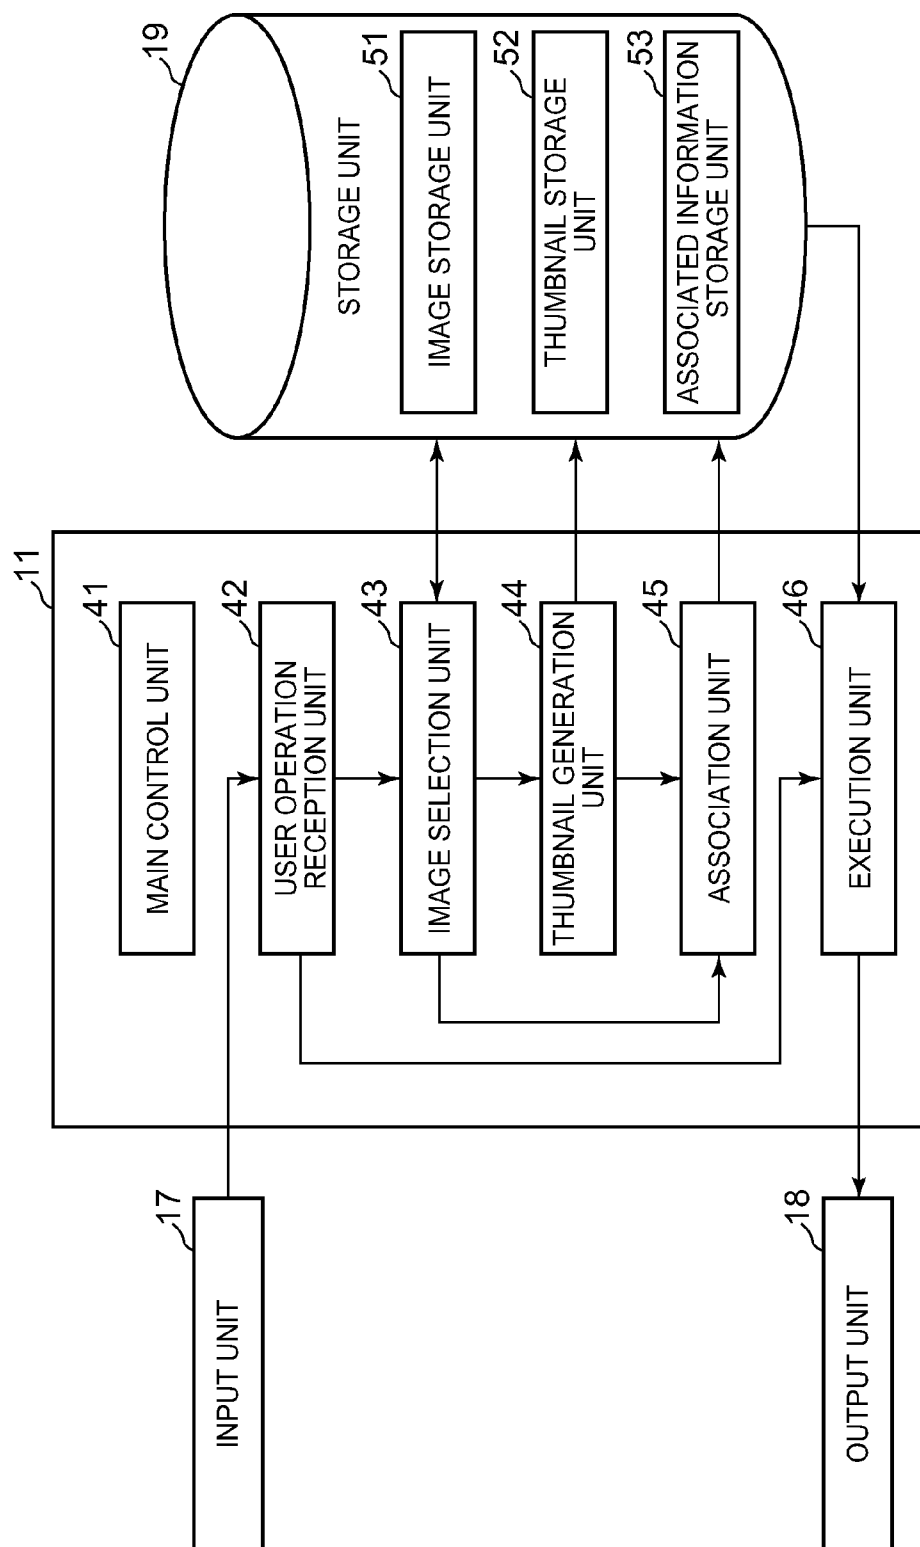 11
41
MAIN CONTROL UNIT
17
INPUT UNIT
42
USER OPERATION
RECEPTION UNIT
43
IMAGE SELECTION UNIT
44
THUMBNAIL GENERATION
UNIT
45
ASSOCIATION UNIT
46
EXECUTION UNIT
18
OUTPUT UNIT
19
STORAGE UNIT
51
IMAGE STORAGE UNIT
52
THUMBNAIL STORAGE
UNIT
53
ASSOCIATED INFORMATION
STORAGE UNIT